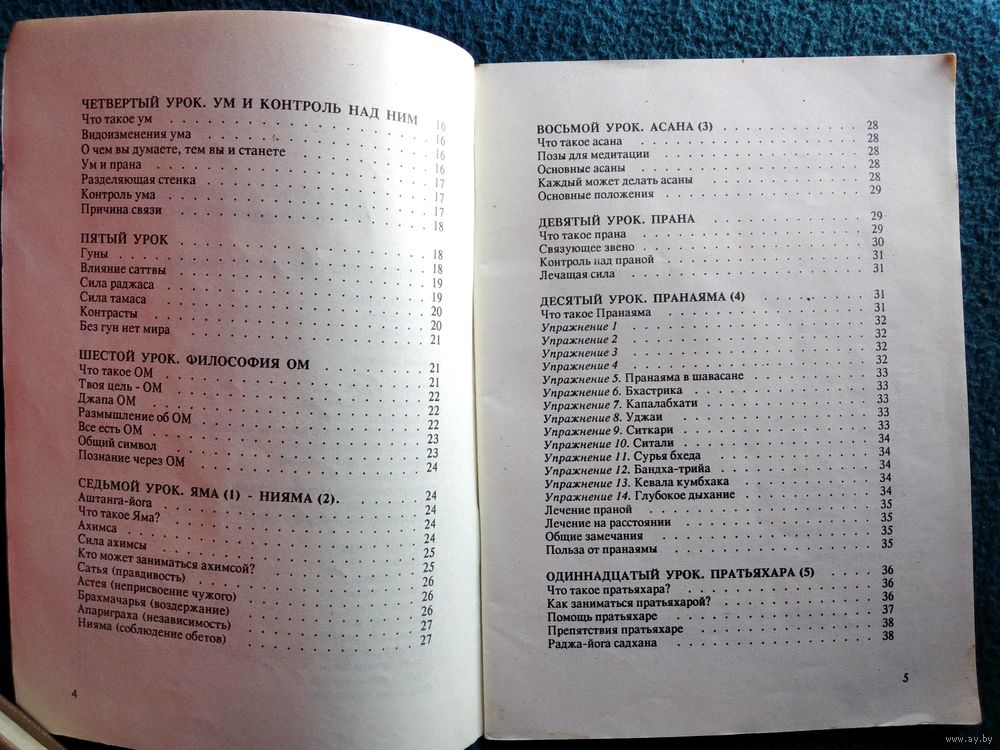 ЧЕТВЕРТЫЙ УРОК. УМ И КОНТРОЛЬ НАД НИМ 16
Что такое ум . . . . . . . . . . 16
Видоизменения ума . . . . . . . . . . 16
О чем вы думаете, тем вы и станете . . . . . . . . . . 16
Ум и прана . . . . . . . . . . 17
Разделяющая стенка . . . . . . . . . . 17
Контроль ума . . . . . . . . . . 17
Причина связи . . . . . . . . . . 18
ПЯТЫЙ УРОК . . . . . . . . . . 18
Гуны . . . . . . . . . . 18
Влияние саттвы . . . . . . . . . . 19
Сила раджаса . . . . . . . . . . 19
Сила тамаса . . . . . . . . . . 20
Контрасты . . . . . . . . . . 20
Без гун нет мира . . . . . . . . . . 21
ШЕСТОЙ УРОК. ФИЛОСОФИЯ ОМ . . . . . . . . . . 21
Что такое ОМ . . . . . . . . . . 21
Твоя цель - ОМ . . . . . . . . . . 22
Джапа ОМ . . . . . . . . . . 22
Размышление об ОМ . . . . . . . . . . 22
Все есть ОМ . . . . . . . . . . 23
Общий символ . . . . . . . . . . 23
Познание через ОМ . . . . . . . . . . 24
СЕДЬМОЙ УРОК. ЯМА (1) - НИЯМА (2). . . . . . . . . . 24
Аштанга-йога . . . . . . . . . . 24
Что такое Яма? . . . . . . . . . . 24
Ахимса . . . . . . . . . . 24
Сила ахимсы . . . . . . . . . . 25
Кто может заниматься ахимсой? . . . . . . . . . . 25
Сатья (правдивость) . . . . . . . . . . 26
Астея (неприсвоение чужого) . . . . . . . . . . 26
Брахмачарья (воздержание) . . . . . . . . . . 26
Апариграха (независимость) . . . . . . . . . . 27
Нияма (соблюдение обетов) . . . . . . . . . . 27
4
ВОСЬМОЙ УРОК. АСАНА (3) . . . . . . . . . . 28
Что такое асана . . . . . . . . . . 28
Позы для медитации . . . . . . . . . . 28
Основные асаны . . . . . . . . . . 28
Каждый может делать асаны . . . . . . . . . . 28
Основные положения . . . . . . . . . . 29
ДЕВЯТЫЙ УРОК. ПРАНА . . . . . . . . . . 29
Что такое прана . . . . . . . . . . 29
Связующее звено . . . . . . . . . . 30
Контроль над праной . . . . . . . . . . 31
Лечащая сила . . . . . . . . . . 31
ДЕСЯТЫЙ УРОК. ПРАНАЯМА (4) . . . . . . . . . . 31
Что такое Пранаяма . . . . . . . . . . 31
Упражнение 1 . . . . . . . . . . 32
Упражнение 2 . . . . . . . . . . 32
Упражнение 3 . . . . . . . . . . 32
Упражнение 4 . . . . . . . . . . 32
Упражнение 5. Пранаяма в шавасане . . . . . . . . . . 33
Упражнение 6. Бхастрика . . . . . . . . . . 33
Упражнение 7. Капалабхати . . . . . . . . . . 33
Упражнение 8. Уджаи . . . . . . . . . . 33
Упражнение 9. Ситкари . . . . . . . . . . 33
Упражнение 10. Ситали . . . . . . . . . . 34
Упражнение 11. Сурья бхеда . . . . . . . . . . 34
Упражнение 12. Бандха-трийа . . . . . . . . . . 34
Упражнение 13. Кевала кумбхака . . . . . . . . . . 34
Упражнение 14. Глубокое дыхание . . . . . . . . . . 34
Лечение праной . . . . . . . . . . 35
Лечение на расстоянии . . . . . . . . . . 35
Общие замечания . . . . . . . . . . 35
Польза от пранаямы . . . . . . . . . . 35
ОДИННАДЦАТЫЙ УРОК. ПРАТЬЯХАРА (5) . . . . . . . . . . 36
Что такое пратьяхара? . . . . . . . . . . 36
Как заниматься пратьяхарой? . . . . . . . . . . 36
Помощь пратьяхаре . . . . . . . . . . 37
Препятствия пратьяхаре . . . . . . . . . . 38
Раджа-йога садхана . . . . . . . . . . 38
5
www.ay.by